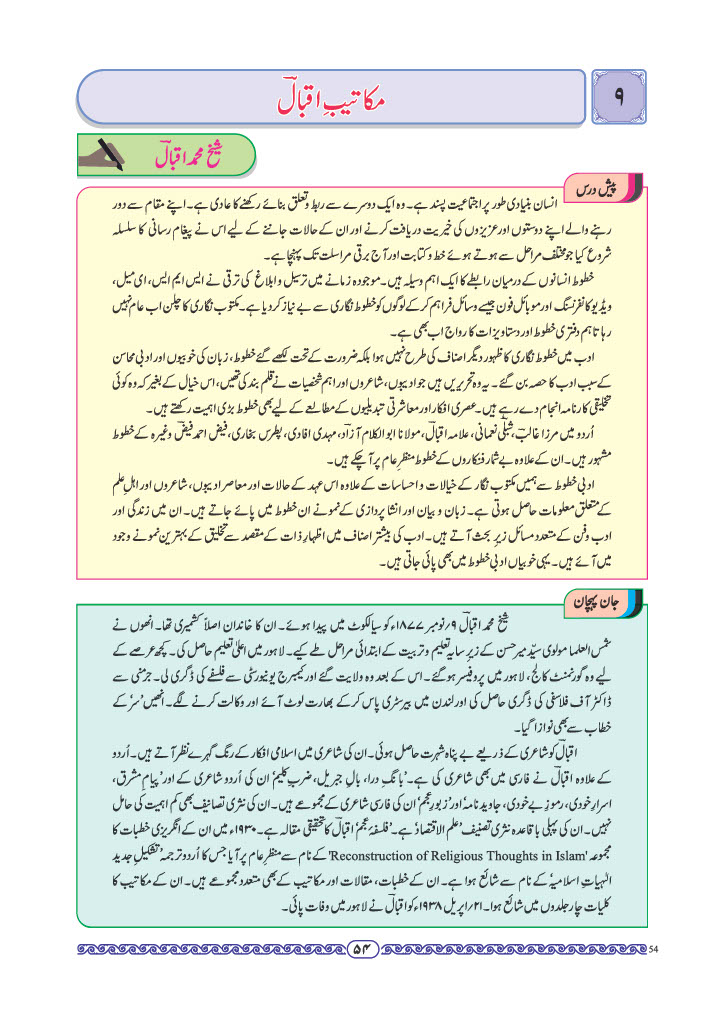 ۹
مکاتیبِ اقبالؔ
شیخ محمد اقبالؔ
پیش درس
انسان بنیادی طور پر اجتماعیت پسند ہے۔ وہ ایک دوسرے سے ربط و تعلق بنائے رکھنے کا عادی ہے۔ اپنے مقام سے دور
رہنے والے اپنے دوستوں اور عزیزوں کی خیریت دریافت کرنے اور ان کے حالات جاننے کے لیے اس نے پیغام رسانی کا سلسلہ
شروع کیا جو مختلف مراحل سے ہوتے ہوئے خط و کتابت اور آج برقی مراسلت تک پہنچا ہے۔
خطوط انسانوں کے درمیان رابطے کا ایک اہم وسیلہ ہیں۔ موجودہ زمانے میں ترسیل و ابلاغ کی ترقی نے ایس ایم ایس، ای میل،
ویڈیو کانفرنسنگ اور موبائل فون جیسے وسائل فراہم کر کے لوگوں کو خطوط نگاری سے بے نیاز کر دیا ہے۔ مکتوب نگاری کا چلن اب عام نہیں
رہا تاہم دفتری خطوط اور دستاویزات کا رواج اب بھی ہے۔
ادب میں خطوط نگاری کا ظہور دیگر اصناف کی طرح نہیں ہوا بلکہ ضرورت کے تحت لکھے گئے خطوط، زبان کی خوبیوں اور ادبی محاسن
کے سبب ادب کا حصہ بن گئے۔ یہ وہ تحریریں ہیں جو ادیبوں، شاعروں اور اہم شخصیات نے قلم بند کی تھیں، اس خیال کے بغیر کہ وہ کوئی
تخلیقی کارنامہ انجام دے رہے ہیں۔ عصری افکار اور معاشرتی تبدیلیوں کے مطالعے کے لیے بھی خطوط بڑی اہمیت رکھتے ہیں۔
اُردو میں مرزا غالبؔ، شبلیؔ نعمانی، علامہ اقبالؔ، مولانا ابوالکلام آزادؔ، مہدی افادی، پطرس بخاری، فیض احمد فیضؔ وغیرہ کے خطوط
مشہور ہیں۔ ان کے علاوہ بے شمار فنکاروں کے خطوط منظرِ عام پر آ چکے ہیں۔
ادبی خطوط سے ہمیں مکتوب نگار کے خیالات و احساسات کے علاوہ اس عہد کے حالات اور معاصر ادیبوں، شاعروں اور اہلِ علم
کے متعلق معلومات حاصل ہوتی ہے۔ زبان و بیان اور انشا پردازی کے نمونے ان خطوط میں پائے جاتے ہیں۔ ان میں زندگی اور
ادب و فن کے متعدد مسائل زیرِ بحث آتے ہیں۔ ادب کی بیشتر اصناف میں اظہارِ ذات کے مقصد سے تخلیق کے بہترین نمونے وجود
میں آئے ہیں۔ یہی خوبیاں ادبی خطوط میں بھی پائی جاتی ہیں۔
جان پہچان
شیخ محمد اقبالؔ ۹؍نومبر ۱۸۷۷ء کو سیالکوٹ میں پیدا ہوئے۔ ان کا خاندان اصلاً کشمیری تھا۔ انھوں نے
شمس العلما مولوی سیّد میر حسن کے زیرِ سایہ تعلیم و تربیت کے ابتدائی مراحل طے کیے۔ لاہور میں اعلیٰ تعلیم حاصل کی۔ کچھ عرصے کے
لیے وہ گورنمنٹ کالج، لاہور میں پروفیسر ہو گئے۔ اس کے بعد وہ ولایت گئے اور کیمبرج یونیورسٹی سے فلسفے کی ڈگری لی۔ جرمنی سے
ڈاکٹر آف فلاسفی کی ڈگری حاصل کی اور لندن میں بیرسٹری پاس کر کے بھارت لوٹ آئے اور وکالت کرنے لگے۔ انھیں 'سر' کے
خطاب سے بھی نوازا گیا۔
اقبالؔ کو شاعری کے ذریعے بے پناہ شہرت حاصل ہوئی۔ ان کی شاعری میں اسلامی افکار کے رنگ گہرے نظر آتے ہیں۔ اُردو
کے علاوہ اقبالؔ نے فارسی میں بھی شاعری کی ہے۔ 'بانگِ درا، بالِ جبریل، ضربِ کلیم' ان کی اُردو شاعری کے اور 'پیامِ مشرق،
اسرارِ خودی، رموزِ بے خودی، جاوید نامہ' اور 'زبورِ عجم' ان کی فارسی شاعری کے مجموعے ہیں۔ ان کی نثری تصانیف بھی کم اہمیت کی حامل
نہیں۔ ان کی پہلی باقاعدہ نثری تصنیف 'علم الاقتصاد' ہے۔ 'فلسفۂ عجم' اقبالؔ کا تحقیقی مقالہ ہے۔ ۱۹۳۰ء میں ان کے انگریزی خطبات کا
مجموعہ 'Reconstruction of Religious Thoughts in Islam' کے نام سے منظرِ عام پر آیا جس کا اُردو ترجمہ 'تشکیلِ جدید
الٰہیاتِ اسلامیہ' کے نام سے شائع ہوا ہے۔ ان کے خطبات، مقالات اور مکاتیب کے بھی متعدد مجموعے ہیں۔ ان کے مکاتیب کا
کلیات چار جلدوں میں شائع ہوا۔ ۲۱؍اپریل ۱۹۳۸ء کو اقبالؔ نے لاہور میں وفات پائی۔
۵۴
54